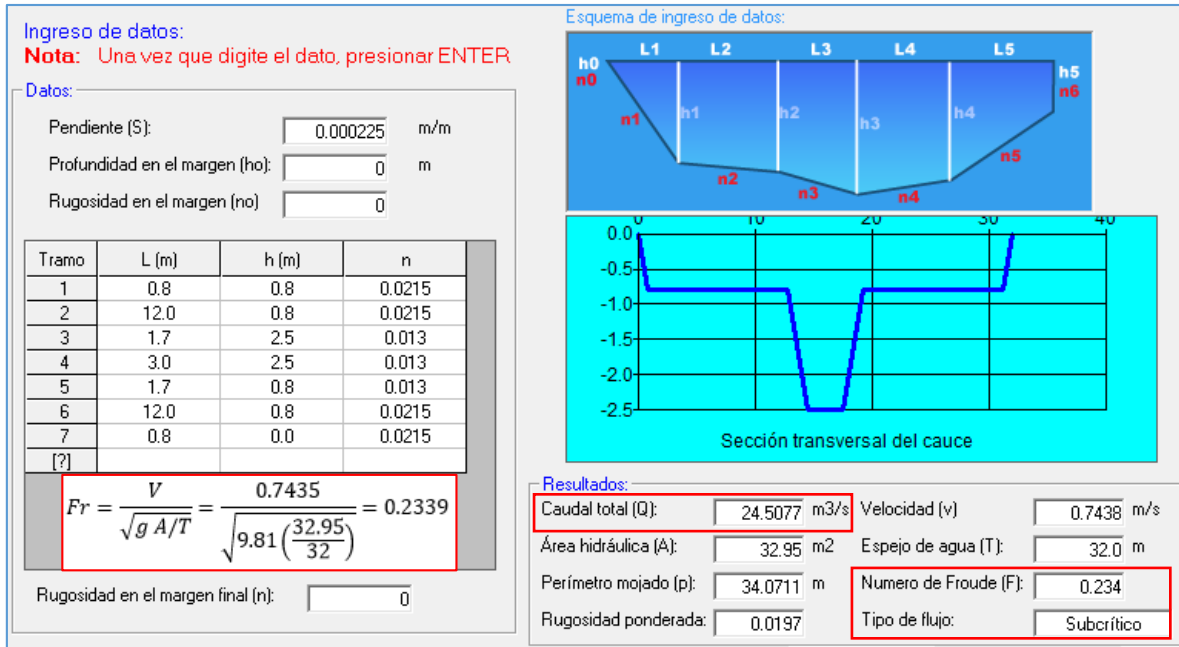 Ingreso de datos:
Nota: Una vez que digite el dato, presionar ENTER
Datos:
Pendiente (S): 0.000225 m/m
Profundidad en el margen (ho): 0 m
Rugosidad en el margen (no) 0
Tramo L (m) h (m) n
1 0.8 0.8 0.0215
2 12.0 0.8 0.0215
3 1.7 2.5 0.013
4 3.0 2.5 0.013
5 1.7 0.8 0.013
6 12.0 0.8 0.0215
7 0.8 0.0 0.0215
[?]
Fr = V / √(g A/T) = 0.7435 / √(9.81 (32.95/32)) = 0.2339
Rugosidad en el margen final (n): 0
Esquema de ingreso de datos:
L1 L2 L3 L4 L5
h0 h5
n0 n6
n1 h1 h2 h3 h4
n2 n3 n4 n5
0 10 20 30 40
0.0
-0.5
-1.0
-1.5
-2.0
-2.5
Sección transversal del cauce
Resultados:
Caudal total (Q): 24.5077 m3/s Velocidad (v) 0.7438 m/s
Área hidráulica (A): 32.95 m2 Espejo de agua (T): 32.0 m
Perímetro mojado (p): 34.0711 m Numero de Froude (F): 0.234
Rugosidad ponderada: 0.0197 Tipo de flujo: Subcrítico